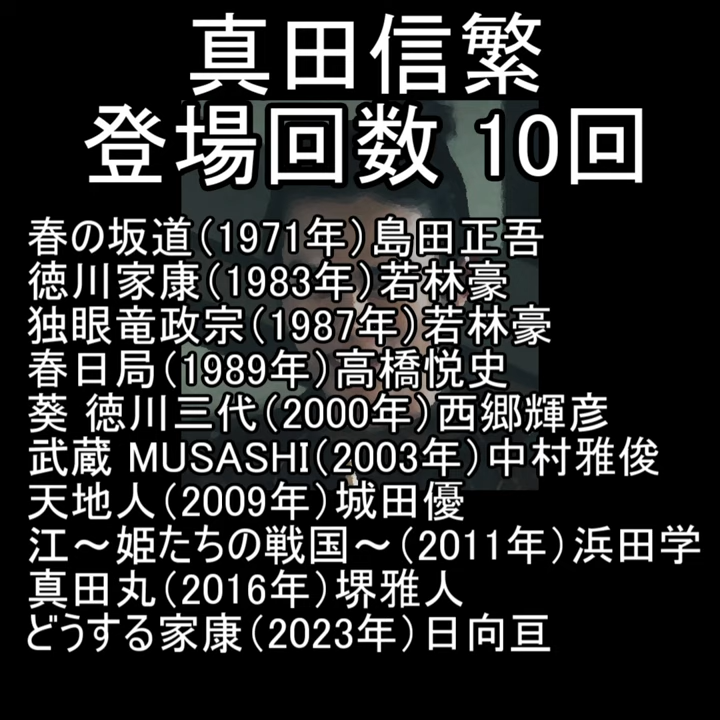 真田信繁
登場回数 10回
春の坂道（1971年）島田正吾
徳川家康（1983年）若林豪
独眼竜政宗（1987年）若林豪
春日局（1989年）高橋悦史
葵 徳川三代（2000年）西郷輝彦
武蔵 MUSASHI（2003年）中村雅俊
天地人（2009年）城田優
江～姫たちの戦国～（2011年）浜田学
真田丸（2016年）堺雅人
どうする家康（2023年）日向亘